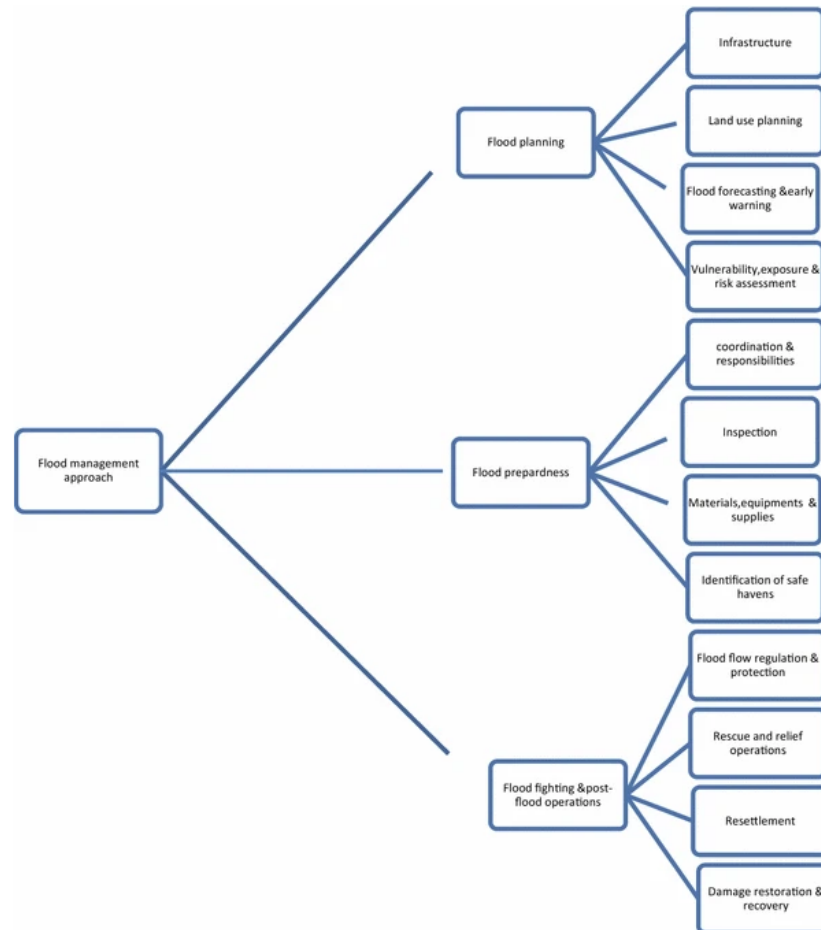 Infrastructure
Flood planning
Land use planning
Flood forecasting &early
warning
Vulnerability,exposure &
risk assessment
Flood management
approach
Flood prepardness
coordination &
responsibilities
Inspection
Materials,equipments &
supplies
Identification of safe
havens
Flood fighting &post-
flood operations
Flood flow regulation &
protection
Rescue and relief
operations
Resettlement
Damage restoration &
recovery